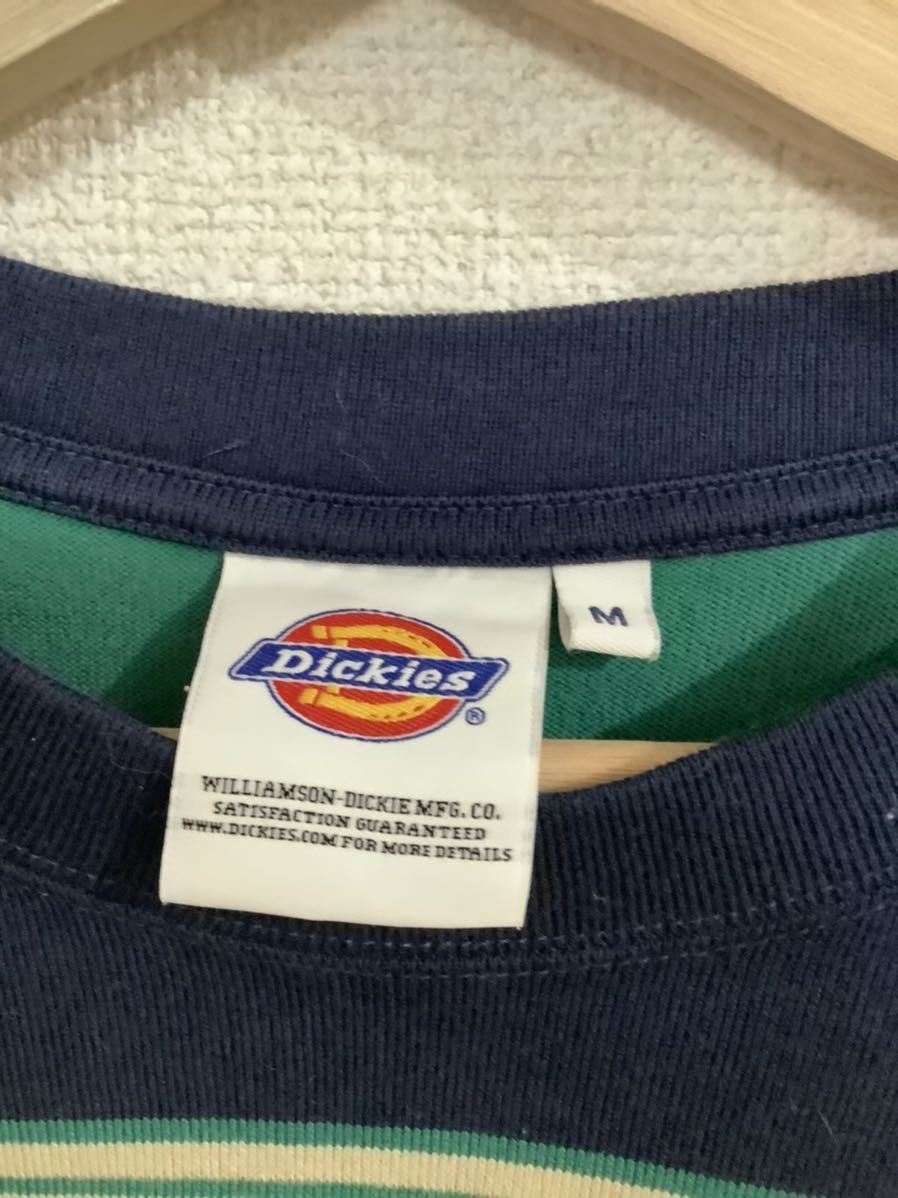 Dickies
®
M
WILLIAMSON-DICKIE MFG. CO.
SATISFACTION GUARANTEED
WWW.DICKIES.COM FOR MORE DETAILS